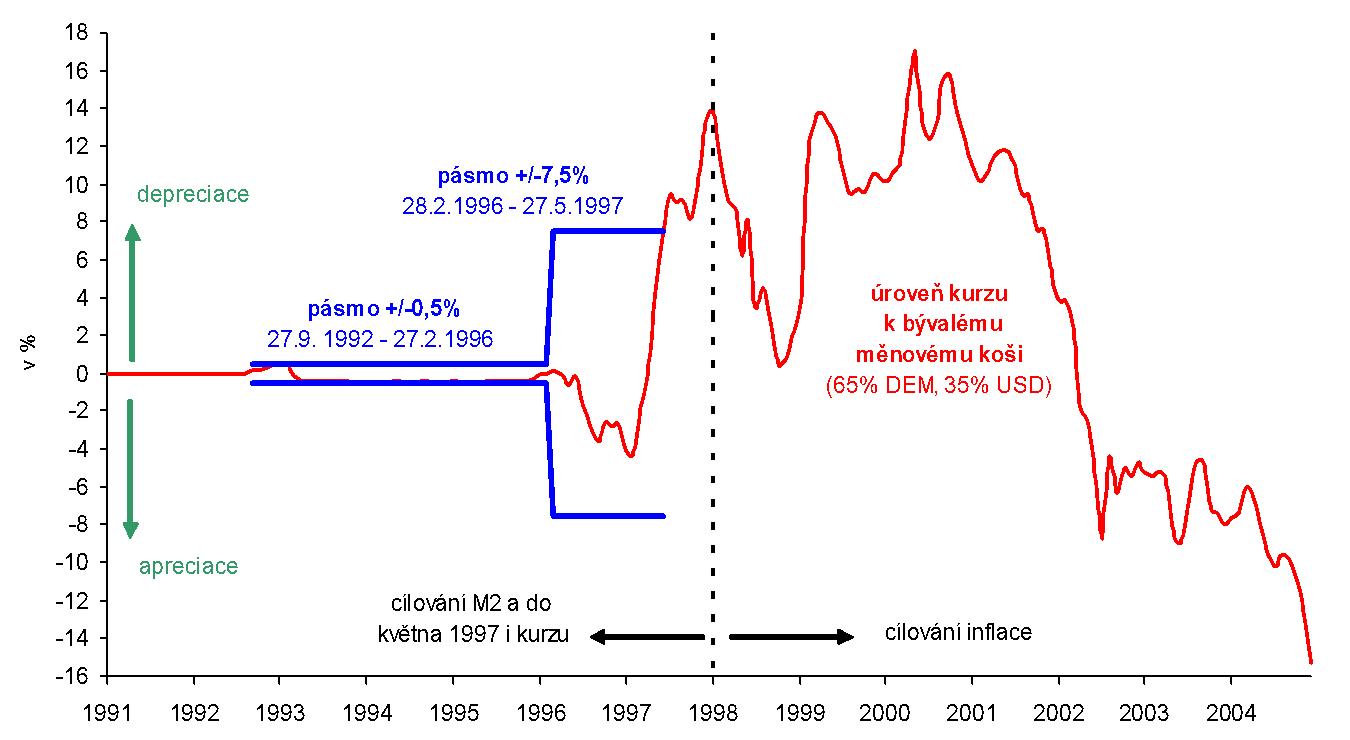 18
16
14
12
10
8
6
4
2
0
-2
-4
-6
-8
-10
-12
-14
-16
v %
depreciace
apreciace
pásmo +/-7,5%
28.2.1996 - 27.5.1997
pásmo +/-0,5%
27.9. 1992 - 27.2.1996
úroveň kurzu
k bývalému
měnovému koši
(65% DEM, 35% USD)
cílování M2 a do
května 1997 i kurzu
cílování inflace
1991 1992 1993 1994 1995 1996 1997 1998 1999 2000 2001 2002 2003 2004